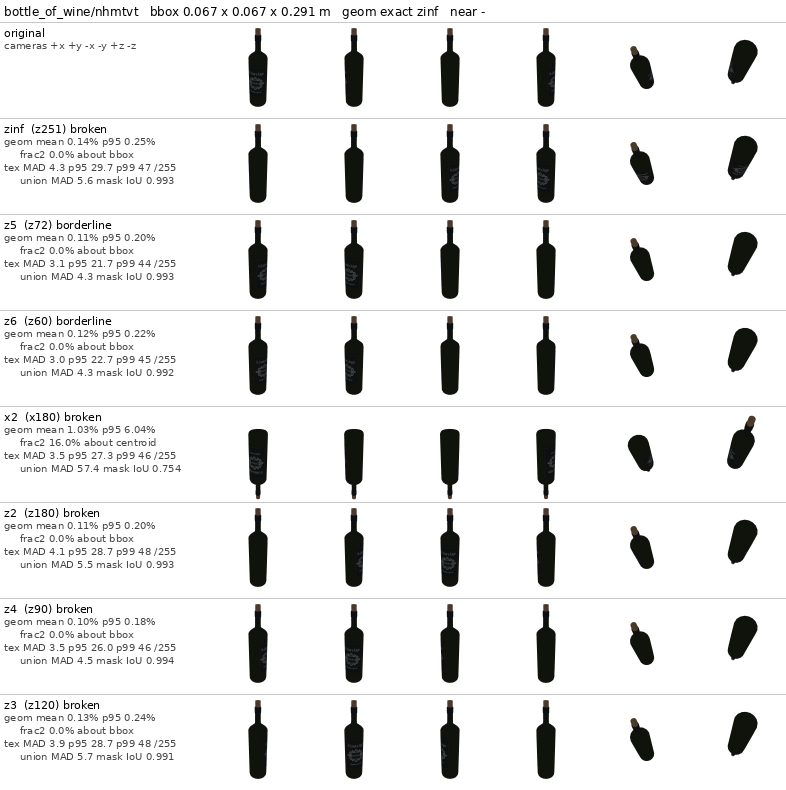 bottle_of_wine/nhmtvt bbox 0.067 x 0.067 x 0.291 m geom exact zinf near -
original
cameras +x +y -x -y +z -z
zinf (z251) broken
geom mean 0.14% p95 0.25%
frac2 0.0% about bbox
tex MAD 4.3 p95 29.7 p99 47 /255
union MAD 5.6 mask IoU 0.993
z5 (z72) borderline
geom mean 0.11% p95 0.20%
frac2 0.0% about bbox
tex MAD 3.1 p95 21.7 p99 44 /255
union MAD 4.3 mask IoU 0.993
z6 (z60) borderline
geom mean 0.12% p95 0.22%
frac2 0.0% about bbox
tex MAD 3.0 p95 22.7 p99 45 /255
union MAD 4.3 mask IoU 0.992
x2 (x180) broken
geom mean 1.03% p95 6.04%
frac2 16.0% about centroid
tex MAD 3.5 p95 27.3 p99 46 /255
union MAD 57.4 mask IoU 0.754
z2 (z180) broken
geom mean 0.11% p95 0.20%
frac2 0.0% about bbox
tex MAD 4.1 p95 28.7 p99 48 /255
union MAD 5.5 mask IoU 0.993
z4 (z90) broken
geom mean 0.10% p95 0.18%
frac2 0.0% about bbox
tex MAD 3.5 p95 26.0 p99 46 /255
union MAD 4.5 mask IoU 0.994
z3 (z120) broken
geom mean 0.13% p95 0.24%
frac2 0.0% about bbox
tex MAD 3.9 p95 28.7 p99 48 /255
union MAD 5.7 mask IoU 0.991